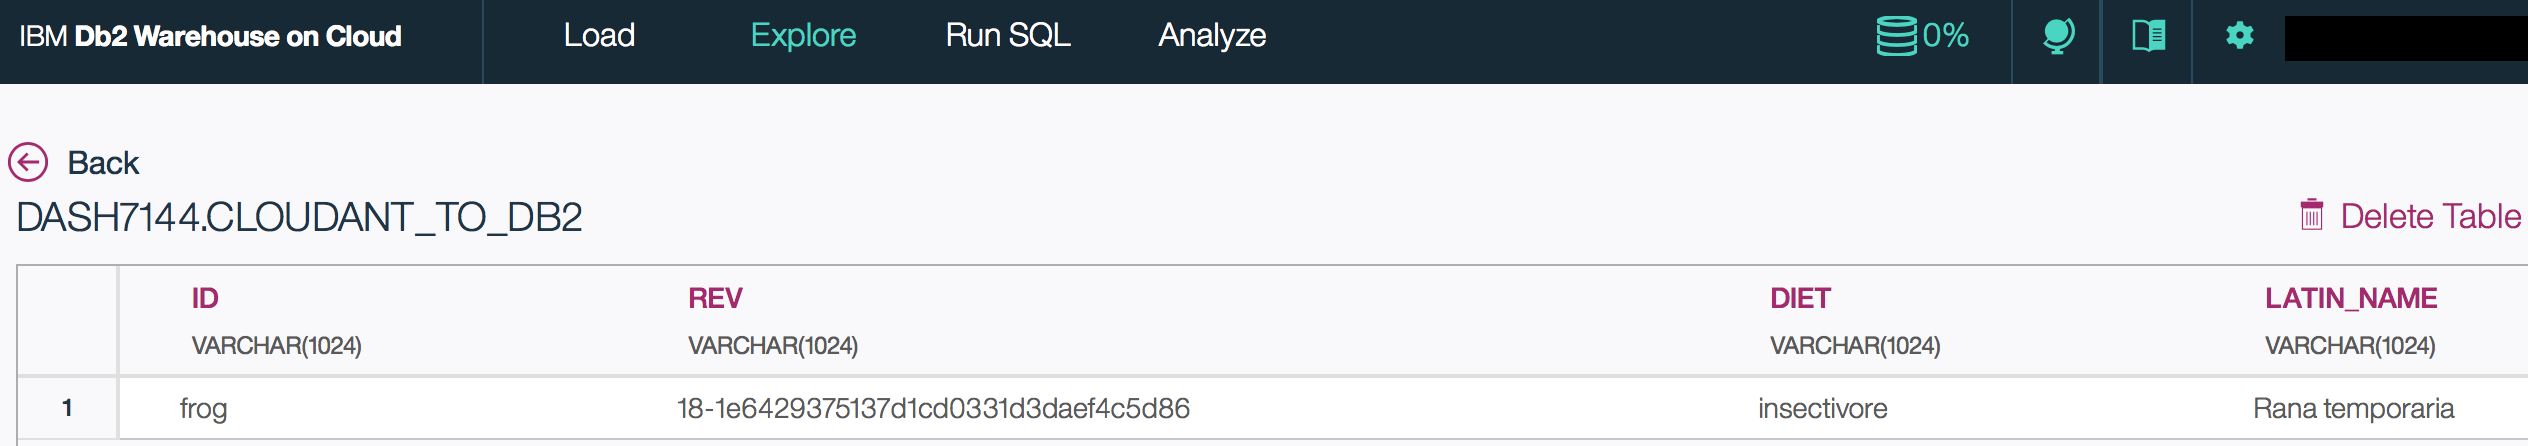 IBM Db2 Warehouse on Cloud Load Explore Run SQL Analyze 0%
Back
DASH7144.CLOUDANT_TO_DB2 Delete Table
ID REV DIET LATIN_NAME
VARCHAR(1024) VARCHAR(1024) VARCHAR(1024) VARCHAR(1024)
1 frog 18-1e6429375137d1cd0331d3daef4c5d86 insectivore Rana temporaria